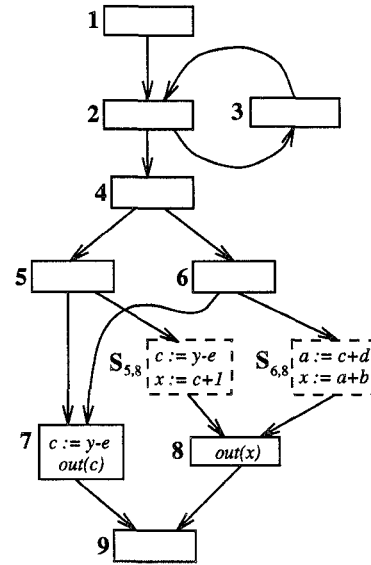 1
2
3
4
5
6
S5,8
c := y-e
x := c+1
S6,8
a := c+d
x := a+b
7
c := y-e
out(c)
8
out(x)
9